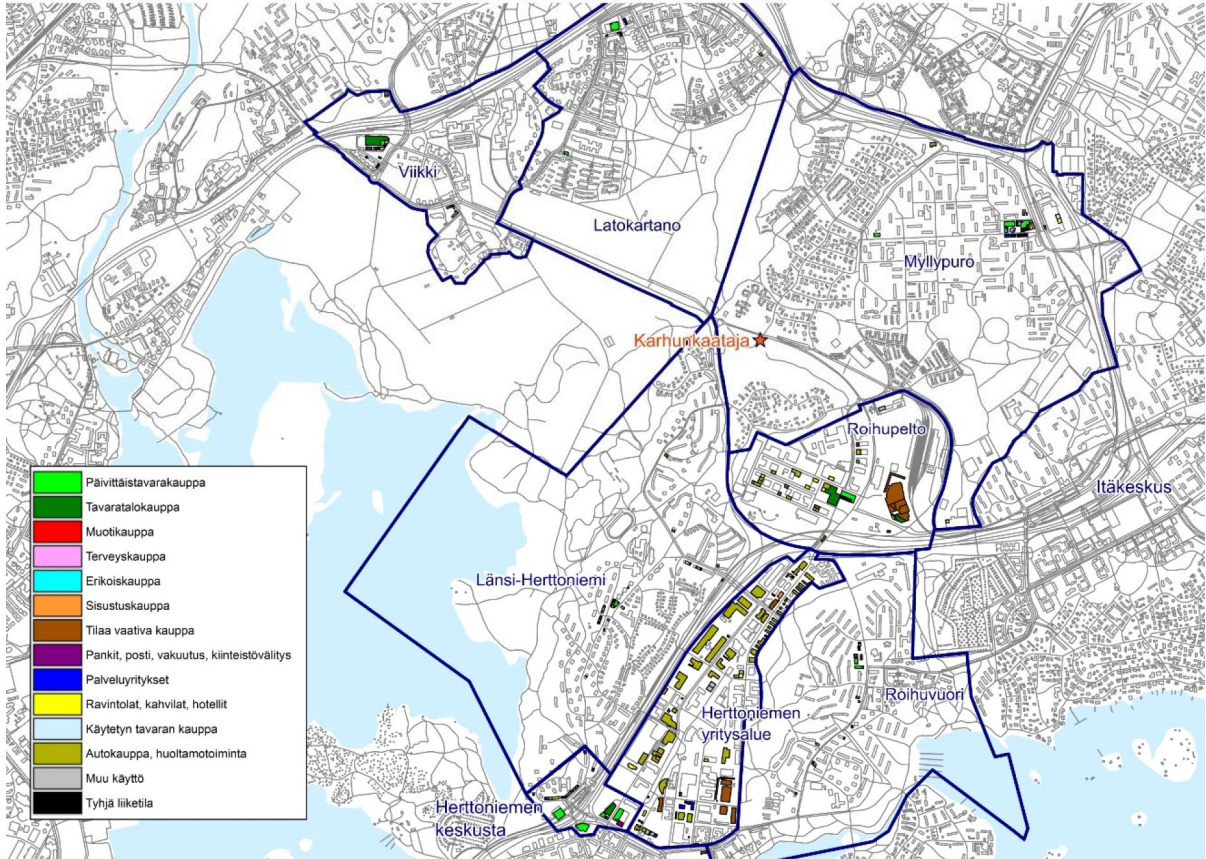 Viikki
Latokartano
Myllypuro
Karhunkaataja
Roihupelto
Itäkeskus
Länsi-Herttoniemi
Roihuvuori
Herttoniemen
yritysalue
Herttoniemen
keskusta
Päivittäistavarakauppa
Tavaratalokauppa
Muotikauppa
Terveyskauppa
Erikoiskauppa
Sisustuskauppa
Tilaa vaativa kauppa
Pankit, posti, vakuutus, kiinteistövälitys
Palveluyritykset
Ravintolat, kahvilat, hotellit
Käytetyn tavaran kauppa
Autokauppa, huoltamotoiminta
Muu käyttö
Tyhjä liiketila